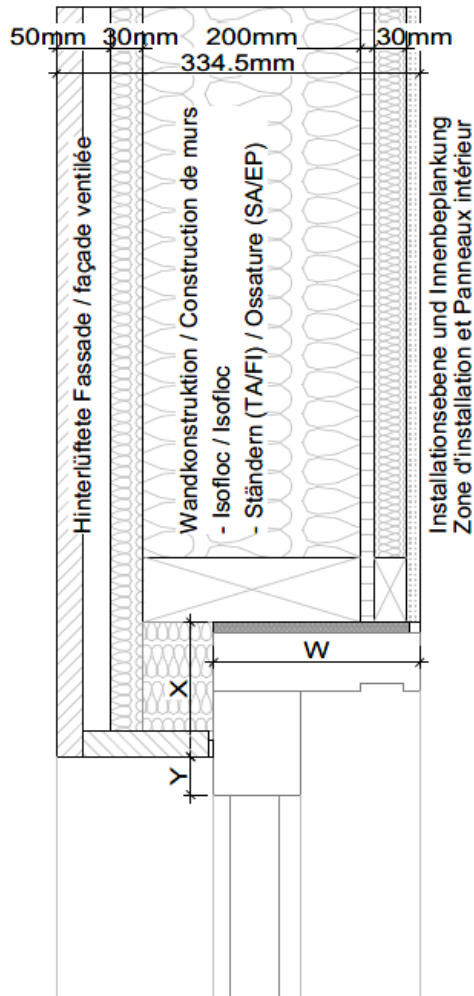 50mm 30mm 200mm 30mm
334.5mm
Hinterlüftete Fassade / façade ventilée
Wandkonstruktion / Construction de murs
- Isofloc / Isofloc
- Ständern (TA/FI) / Ossature (SA/EP)
Installationsebene und Innenbeplankung
Zone d'installation et Panneaux intérieur
W
X
Y